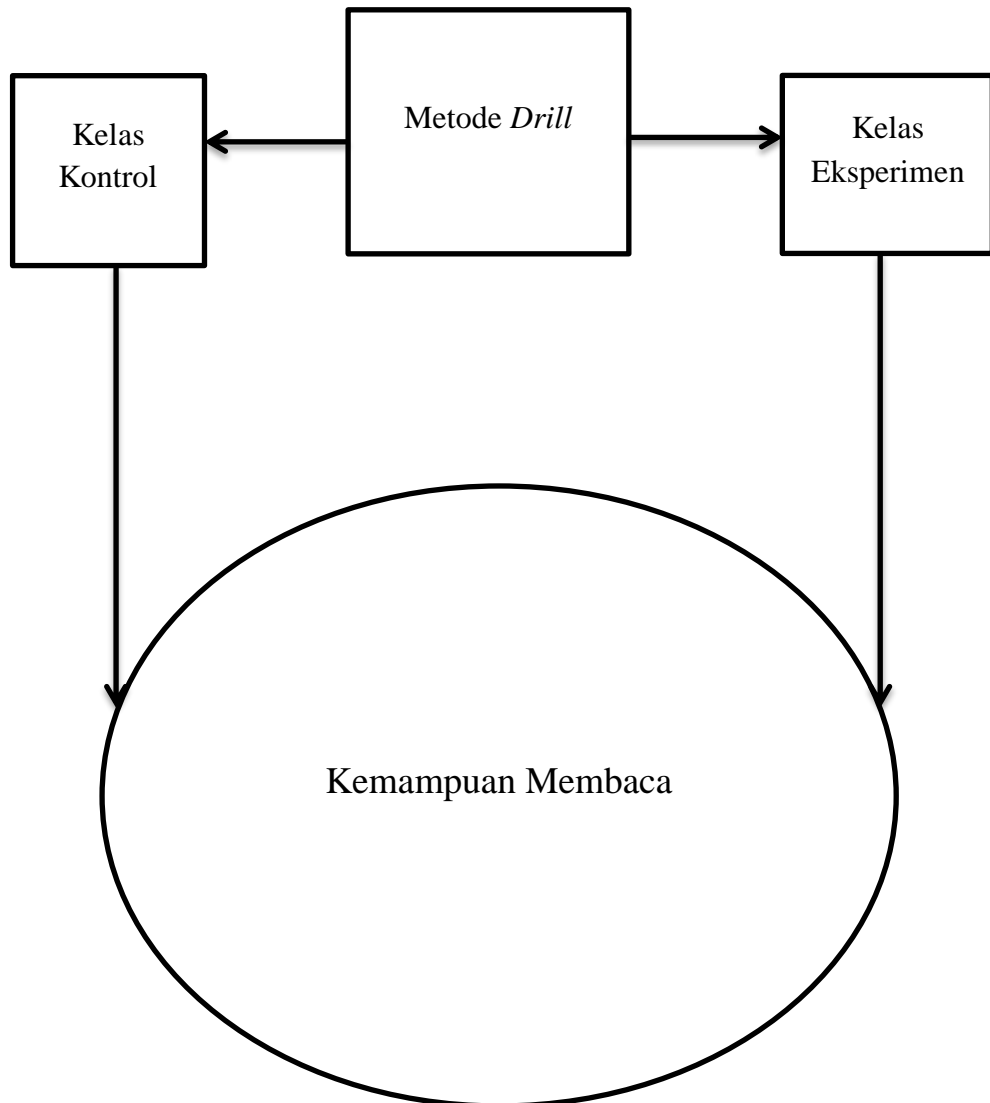 Kelas
Kontrol
Metode Drill
Kelas
Eksperimen
Kemampuan Membaca